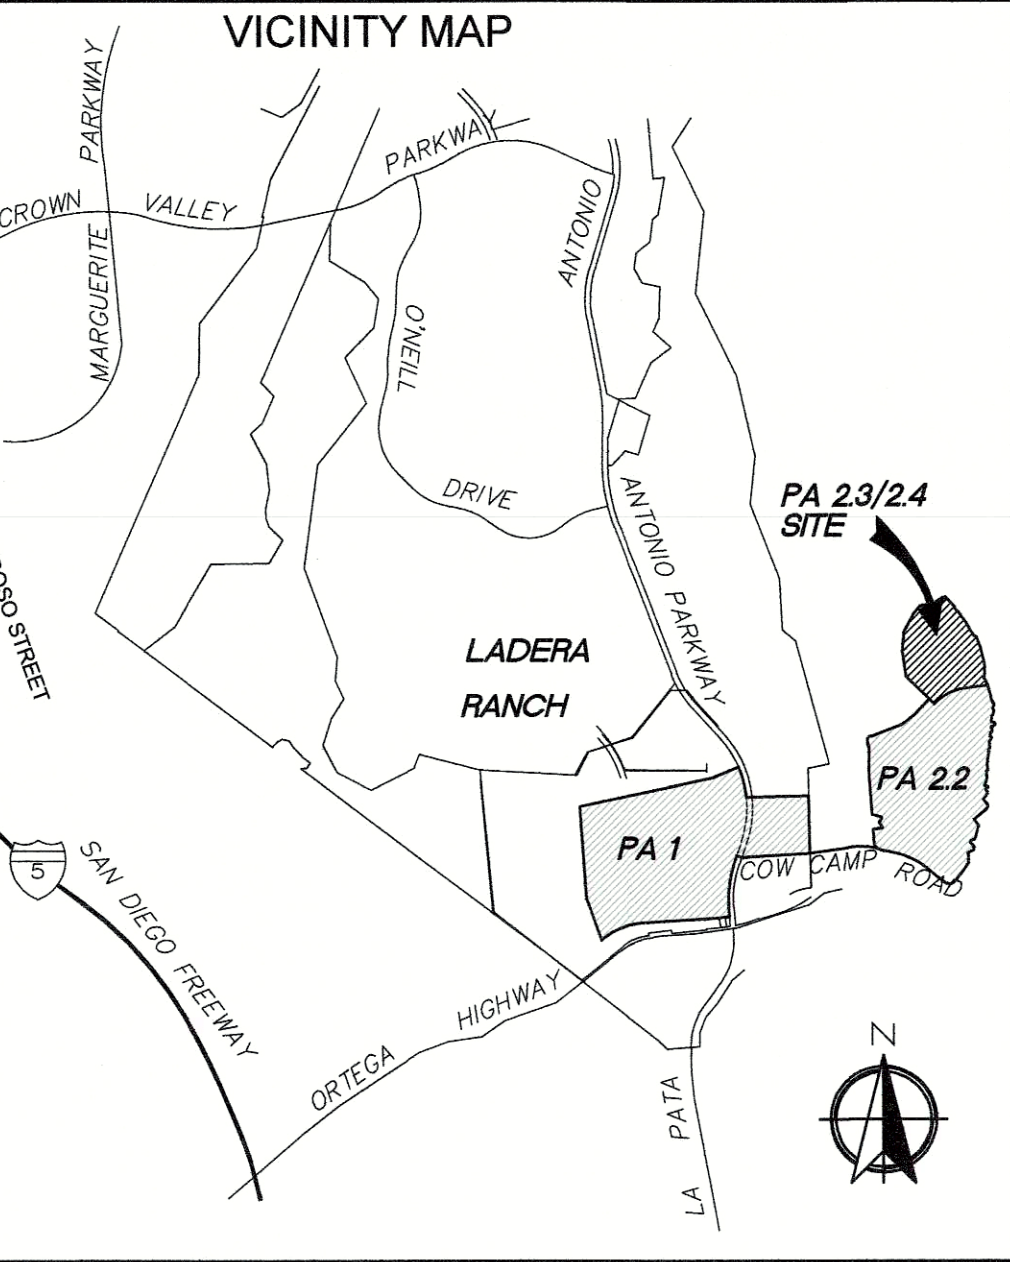 VICINITY MAP
PARKWAY
MARGUERITE
CROWN VALLEY PARKWAY
ANTONIO
O'NEILL
DRIVE
ANTONIO PARKWAY
PA 2.3/2.4
SITE
STREET
LADERA
RANCH
PA 2.2
PA 1
COW CAMP ROAD
5
SAN DIEGO FREEWAY
ORTEGA HIGHWAY
LA PATA
N